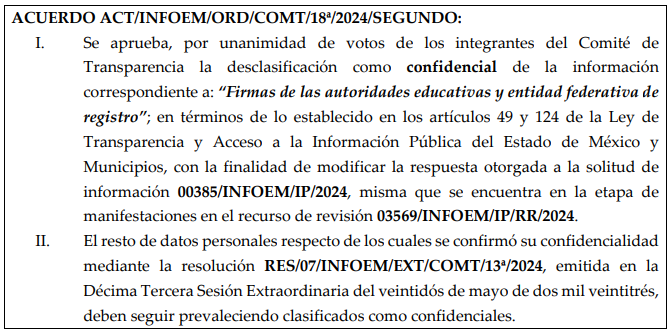 ACUERDO ACT/INFOEM/ORD/COMT/18ª/2024/SEGUNDO:
I. Se aprueba, por unanimidad de votos de los integrantes del Comité de
Transparencia la desclasificación como confidencial de la información
correspondiente a: “Firmas de las autoridades educativas y entidad federativa de
registro”; en términos de lo establecido en los artículos 49 y 124 de la Ley de
Transparencia y Acceso a la Información Pública del Estado de México y
Municipios, con la finalidad de modificar la respuesta otorgada a la solitud de
información 00385/INFOEM/IP/2024, misma que se encuentra en la etapa de
manifestaciones en el recurso de revisión 03569/INFOEM/IP/RR/2024.
II. El resto de datos personales respecto de los cuales se confirmó su confidencialidad
mediante la resolución RES/07/INFOEM/EXT/COMT/13ª/2024, emitida en la
Décima Tercera Sesión Extraordinaria del veintidós de mayo de dos mil veintitrés,
deben seguir prevaleciendo clasificados como confidenciales.